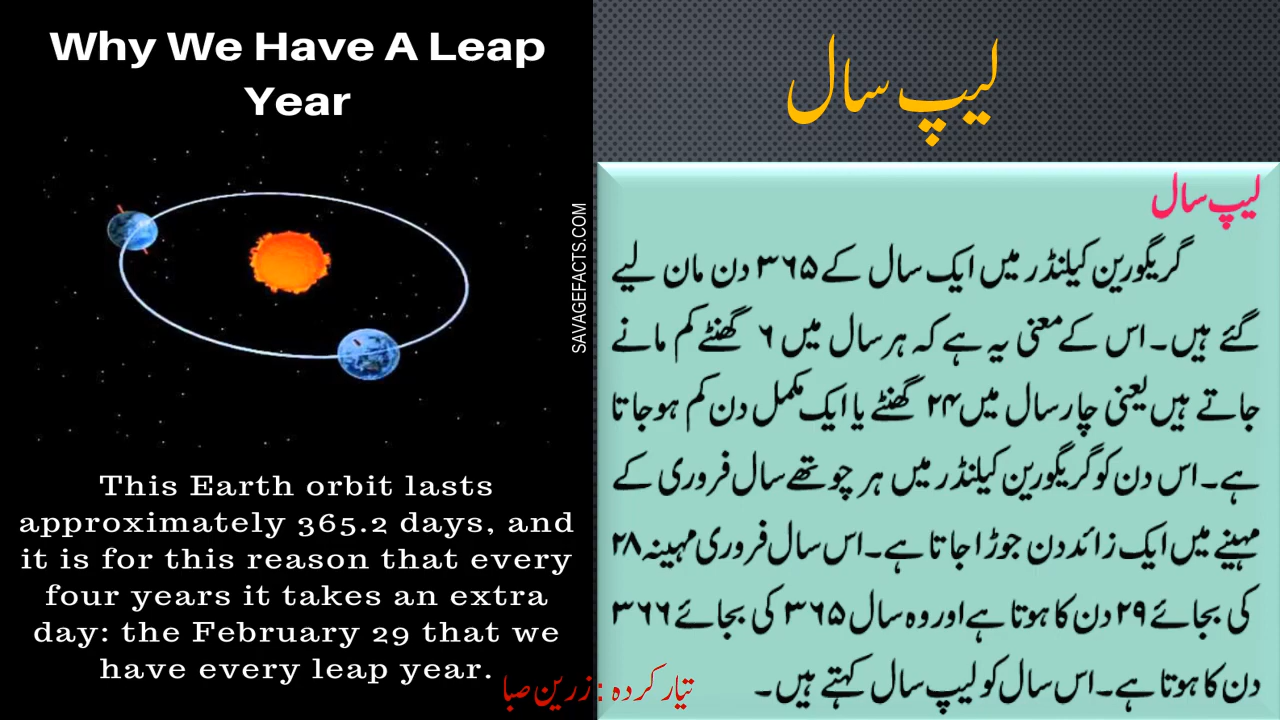 Why We Have A Leap
Year
SAVAGEFACTS.COM
This Earth orbit lasts
approximately 365.2 days, and
it is for this reason that every
four years it takes an extra
day: the February 29 that we
have every leap year.
لیپ سال
لیپ سال
گریگورین کیلنڈر میں ایک سال کے ۳۶۵ دن مان لیے
گئے ہیں۔ اس کے معنی یہ ہے کہ ہر سال میں ۶ گھنٹے کم مانے
جاتے ہیں یعنی چار سال میں ۲۴ گھنٹے یا ایک مکمل دن کم ہو جاتا
ہے۔ اس دن کو گریگورین کیلنڈر میں ہر چوتھے سال فروری کے
مہینے میں ایک زائد دن جوڑا جاتا ہے۔ اس سال فروری مہینہ ۲۸
کی بجائے ۲۹ دن کا ہوتا ہے اور وہ سال ۳۶۵ کی بجائے ۳۶۶
دن کا ہوتا ہے۔ اس سال کو لیپ سال کہتے ہیں۔
تیار کردہ : زرین صبا